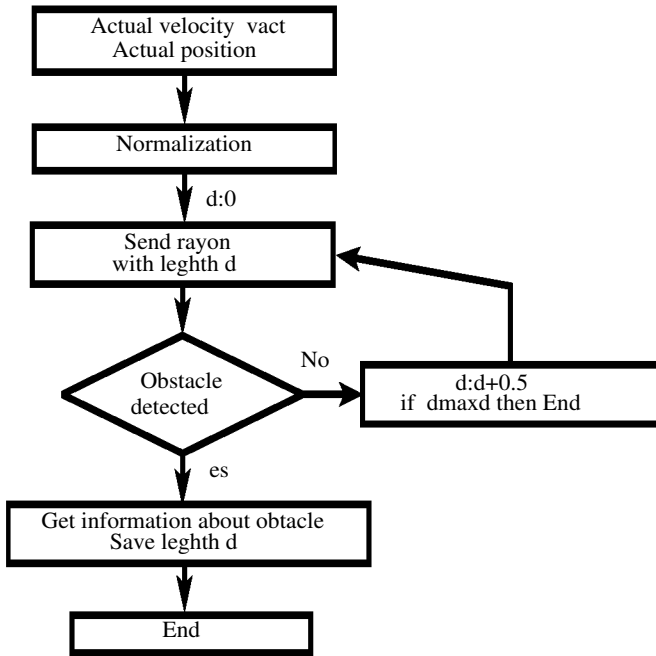 Actual velocity vact
Actual position
Normalization
d:0
Send rayon
with leghth d
Obstacle
detected
No
d:d+0.5
if dmaxd then End
es
Get information about obtacle
Save leghth d
End